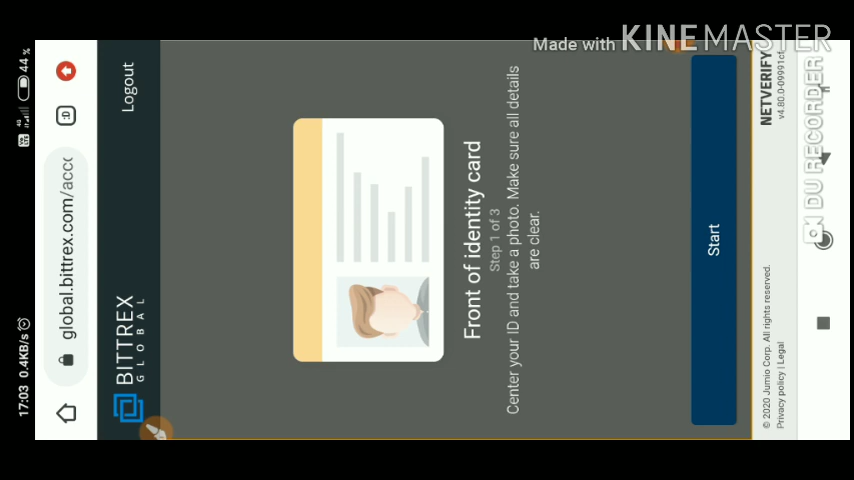 Made with KINEMASTER
DU RECORDER
17:03 0.4KB/s
44 %
global.bittrex.com/acc
:D
BITTREX
GLOBAL
Logout
Front of identity card
Step 1 of 3
Center your ID and take a photo. Make sure all details
are clear.
Start
© 2020 Jumio Corp. All rights reserved.
Privacy policy | Legal
NETVERIFY